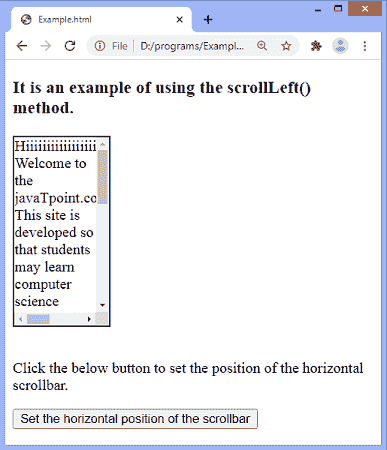 Example.html
File D:/programs/Exampl...
It is an example of using the scrollLeft()
method.
Hiiiiiiiiiiiiiiiii
Welcome to
the
javaTpoint.co
This site is
developed so
that students
may learn
computer
science
Click the below button to set the position of the horizontal
scrollbar.
Set the horizontal position of the scrollbar